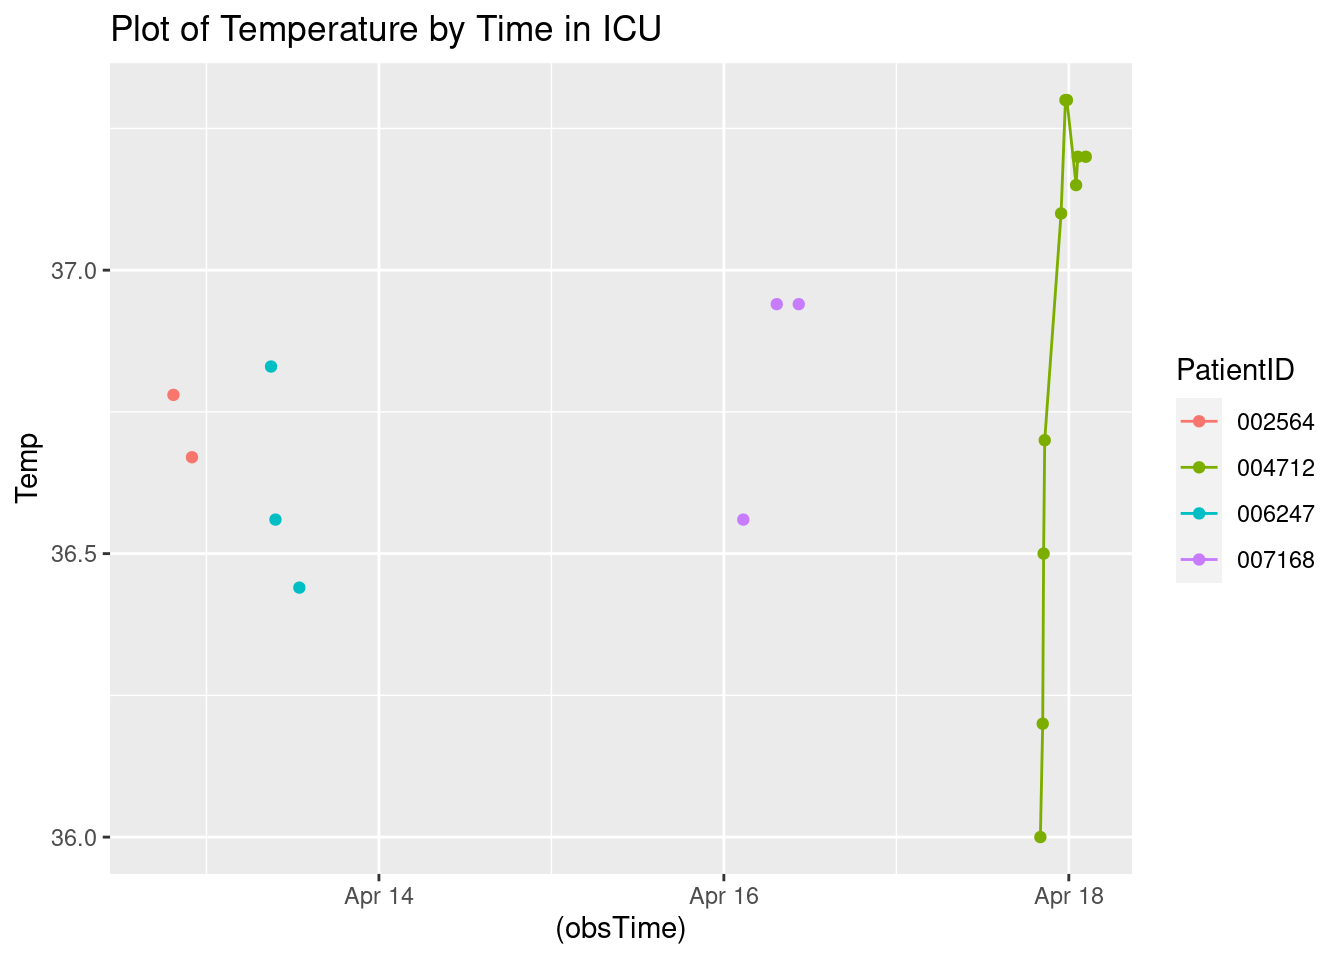 Plot of Temperature by Time in ICU
Temp
37.0
36.5
36.0
Apr 14
Apr 16
Apr 18
(obsTime)
PatientID
002564
004712
006247
007168